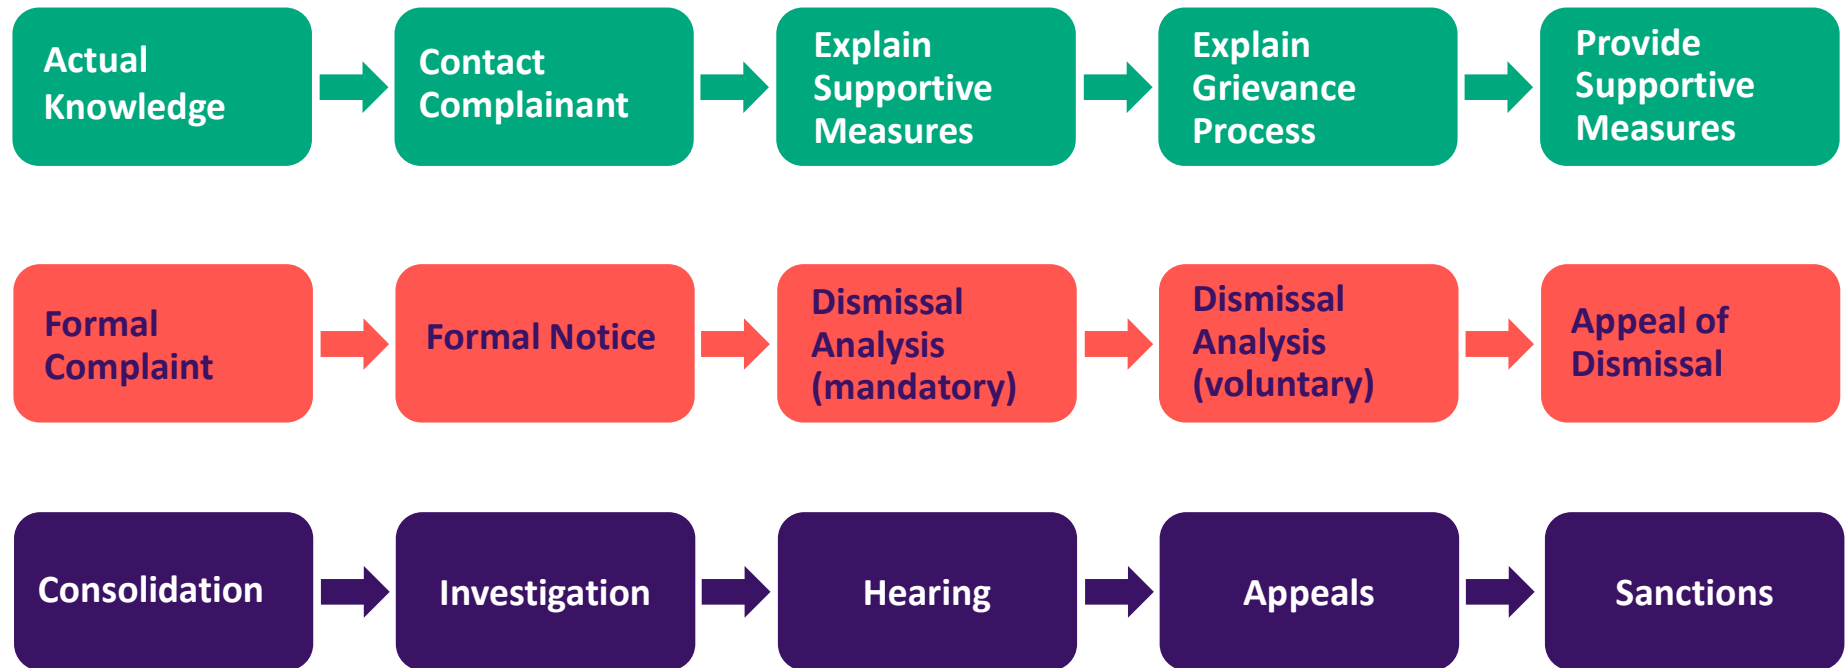 Actual
Knowledge
Contact
Complainant
Explain
Supportive
Measures
Explain
Grievance
Process
Provide
Supportive
Measures
Formal
Complaint
Formal Notice
Dismissal
Analysis
(mandatory)
Dismissal
Analysis
(voluntary)
Appeal of
Dismissal
Consolidation
Investigation
Hearing
Appeals
Sanctions